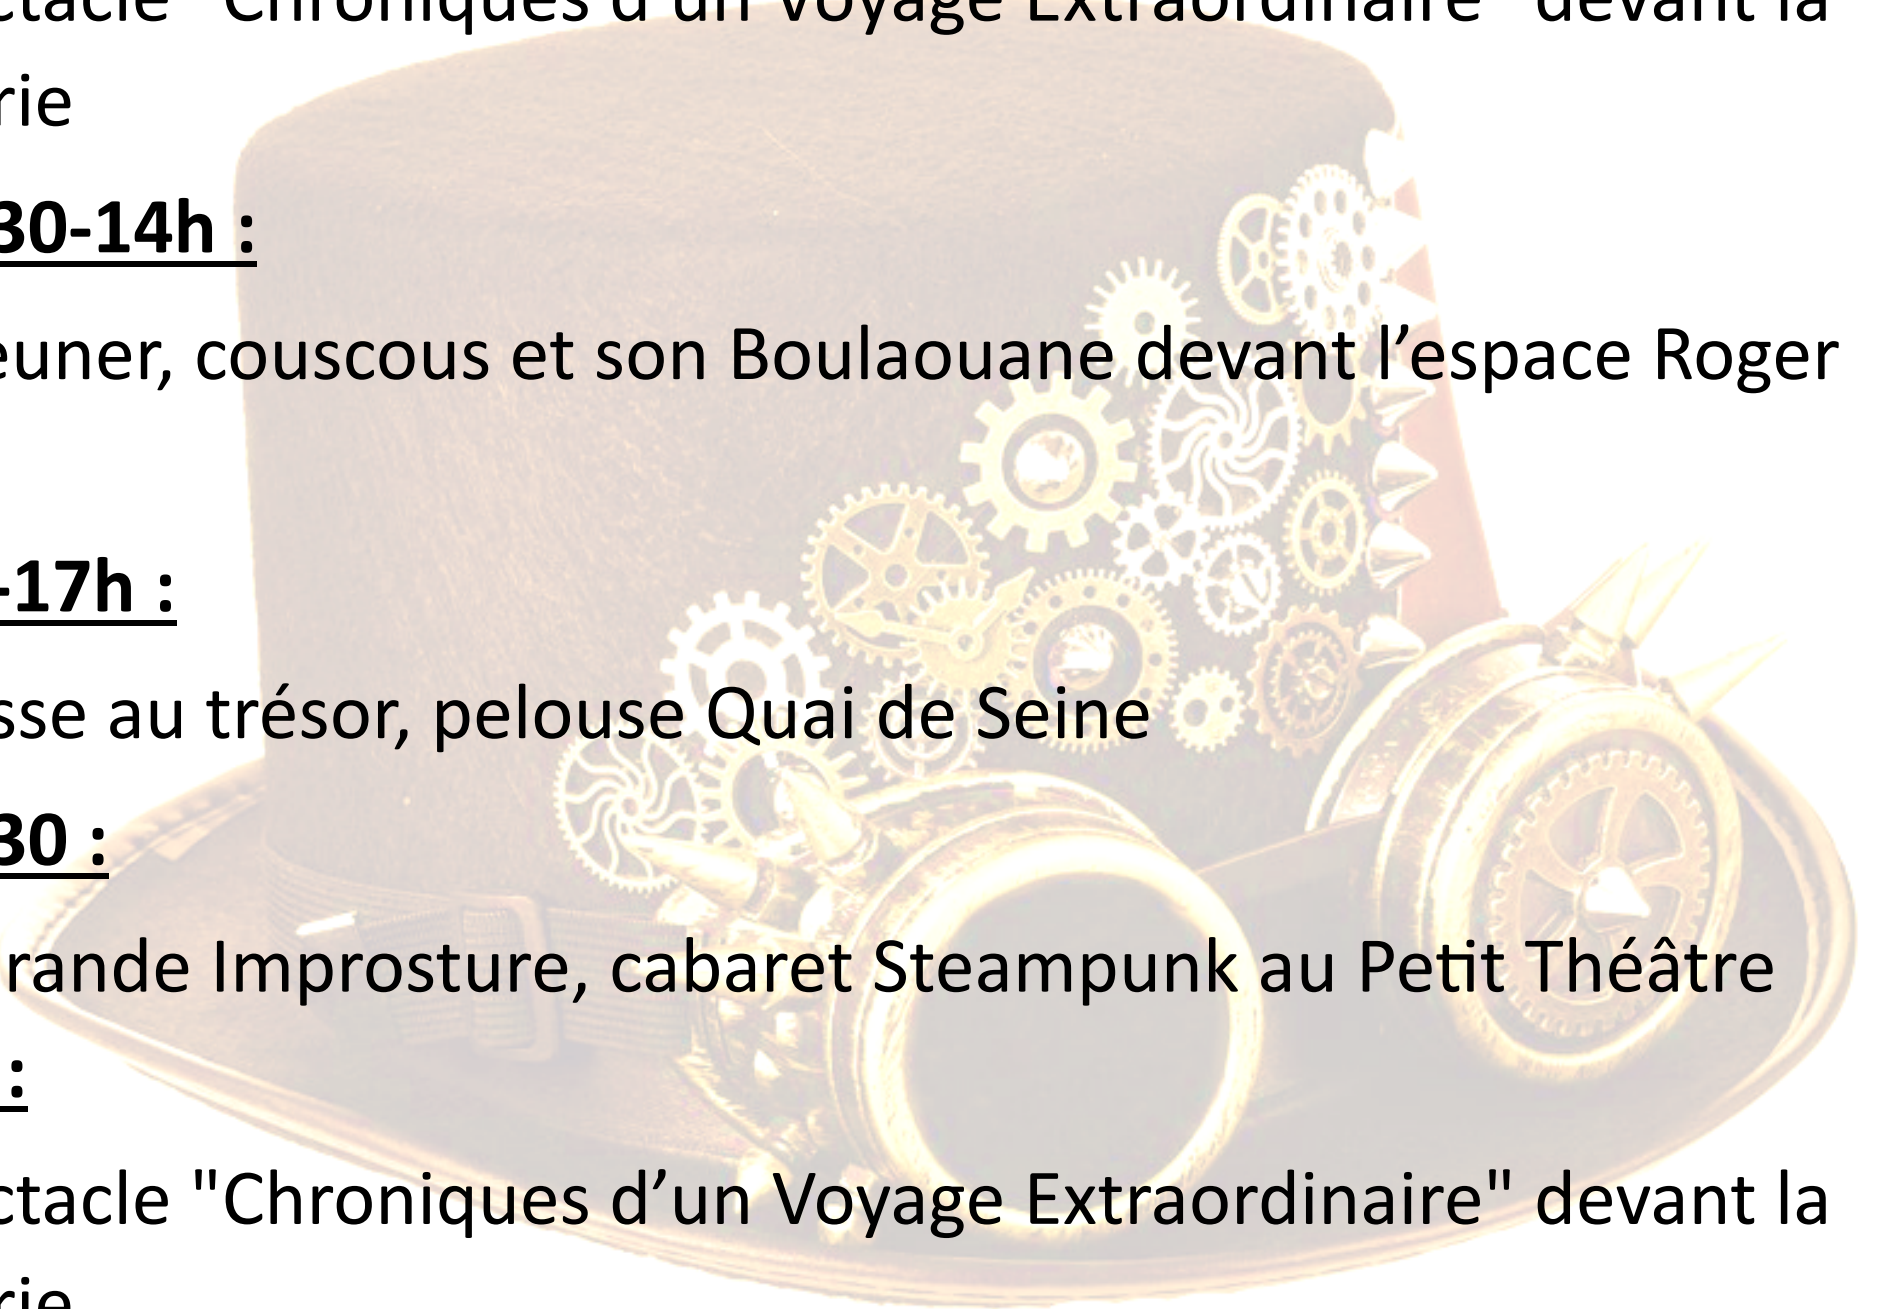 ctacle "Chroniques d’un Voyage Extraordinaire" devant la
rie
30-14h :
euner, couscous et son Boulaouane devant l’espace Roger
-17h :
sse au trésor, pelouse Quai de Seine
30 :
rande Improsture, cabaret Steampunk au Petit Théâtre
:
ctacle "Chroniques d’un Voyage Extraordinaire" devant la
rie